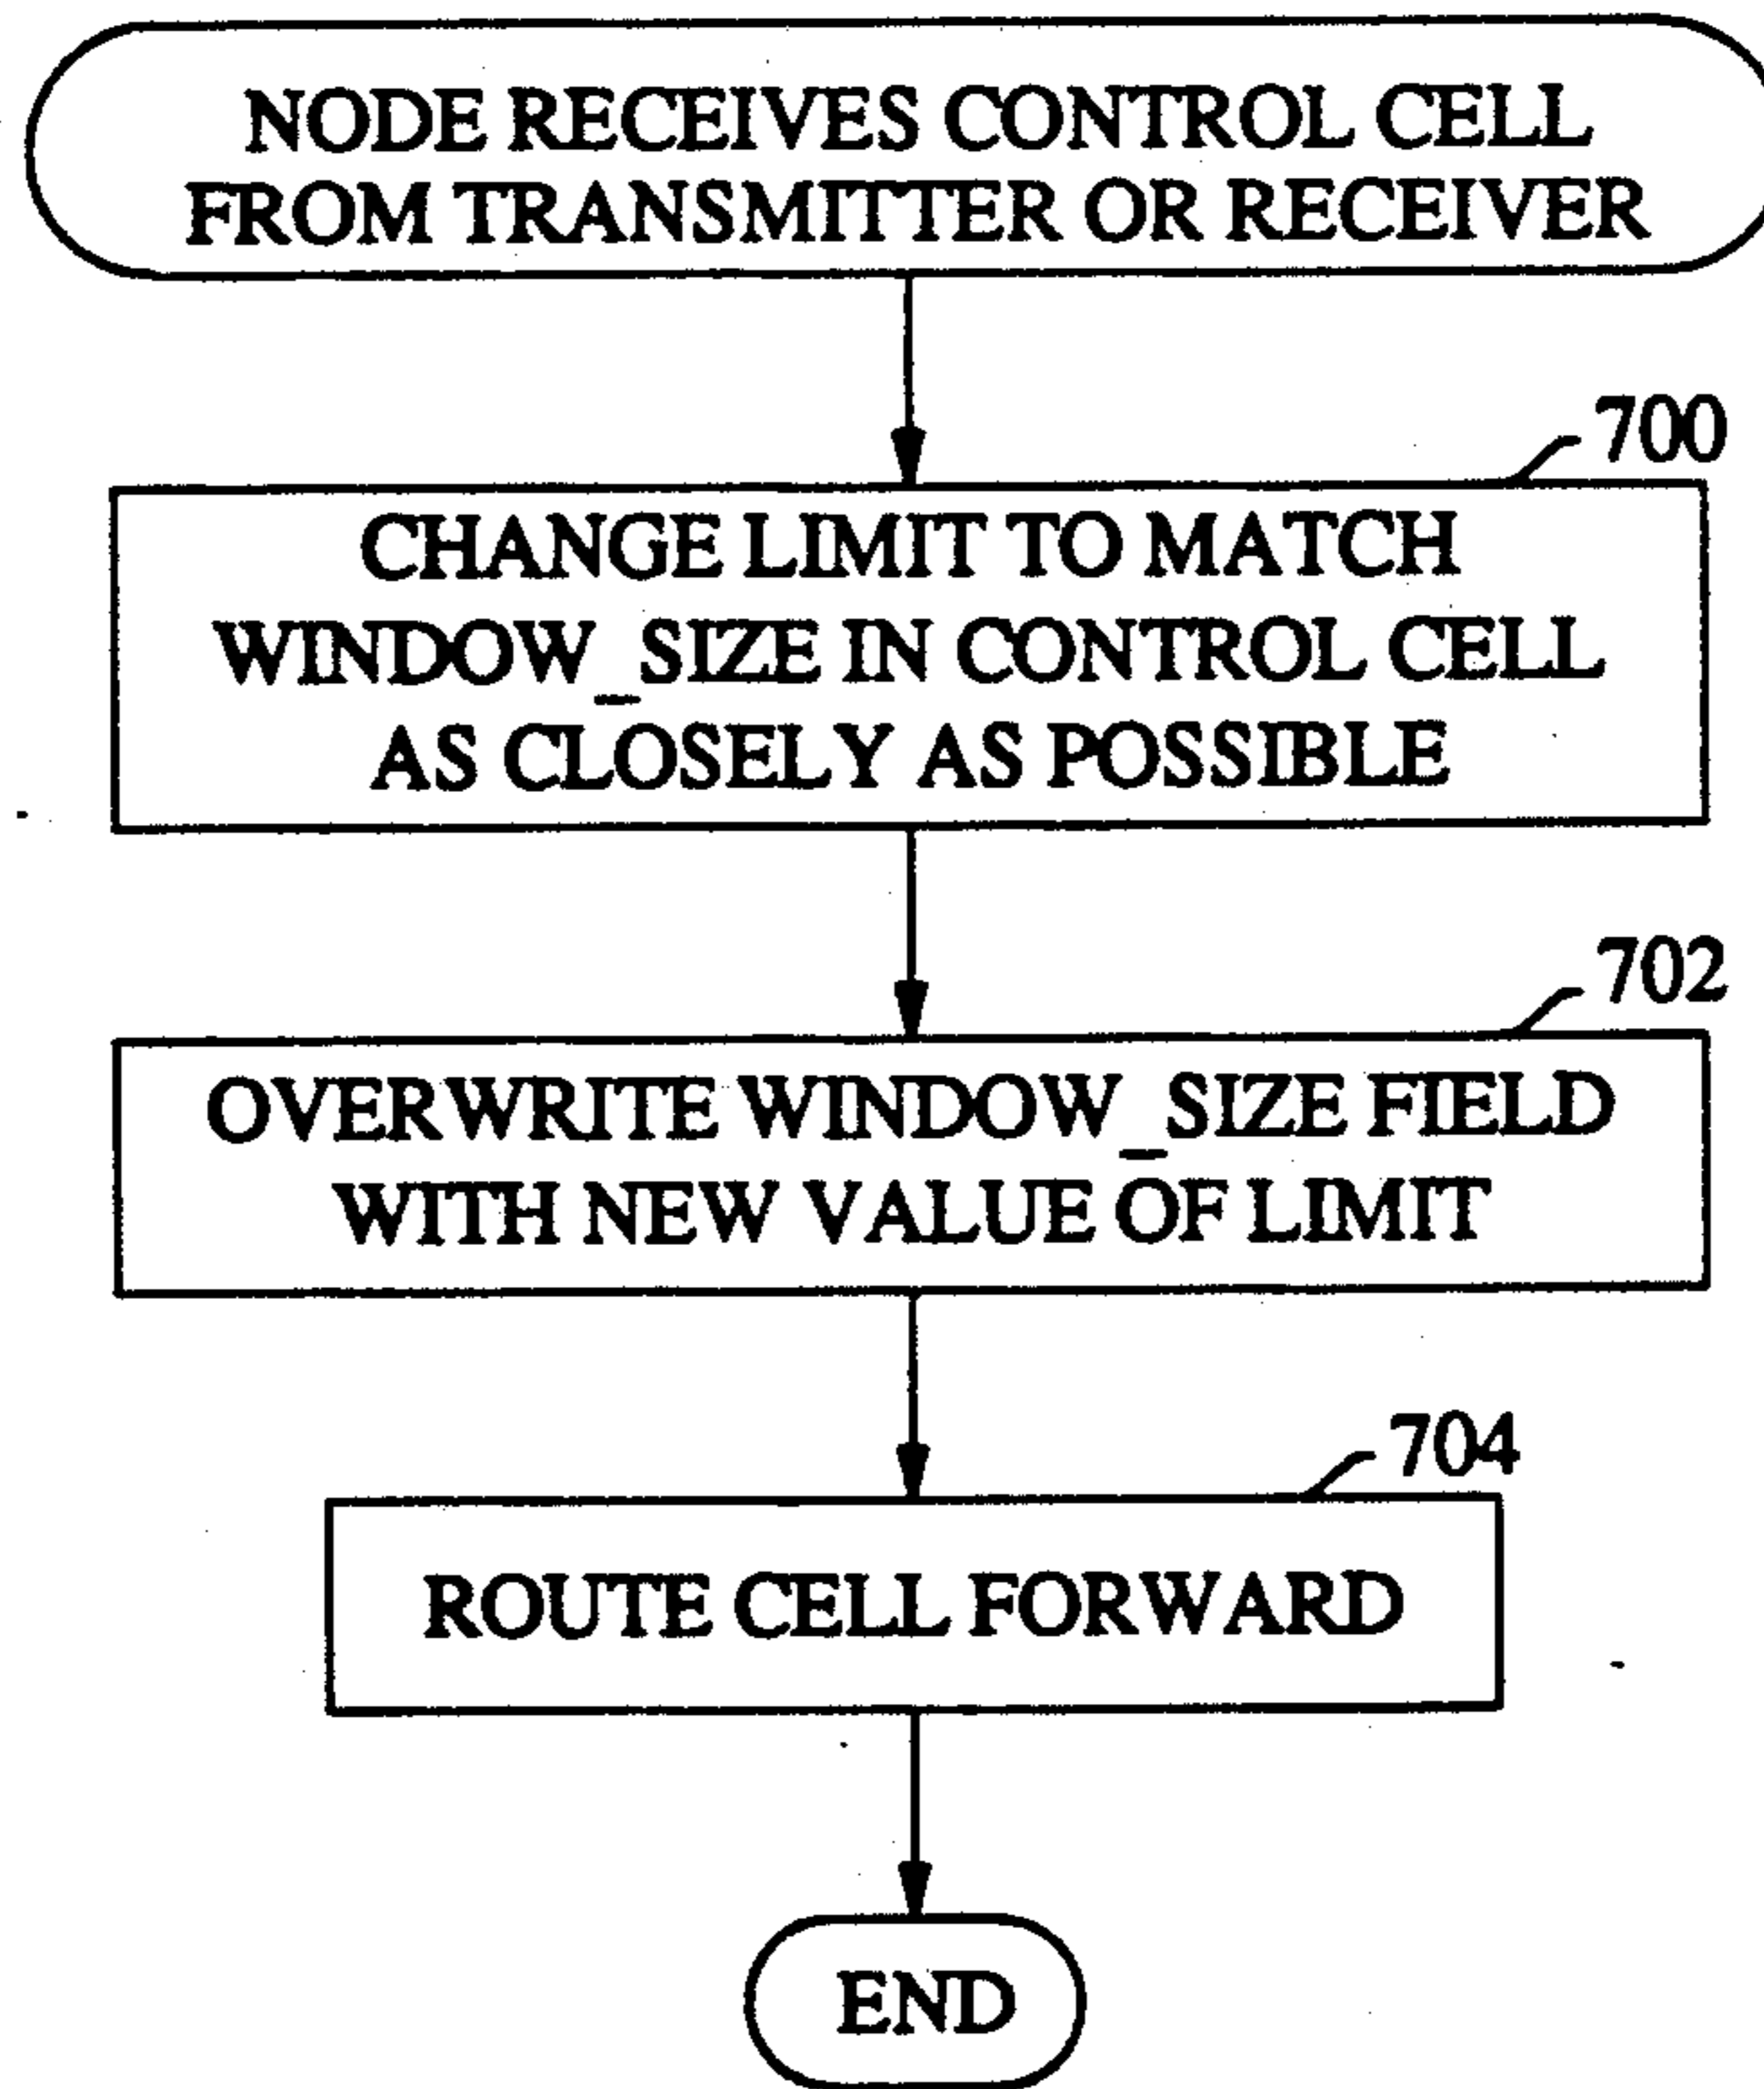 NODE RECEIVES CONTROL CELL
FROM TRANSMITTER OR RECEIVER
700
CHANGE LIMIT TO MATCH
WINDOW_SIZE IN CONTROL CELL
AS CLOSELY AS POSSIBLE
702
OVERWRITE WINDOW_SIZE FIELD
WITH NEW VALUE OF LIMIT
704
ROUTE CELL FORWARD
END